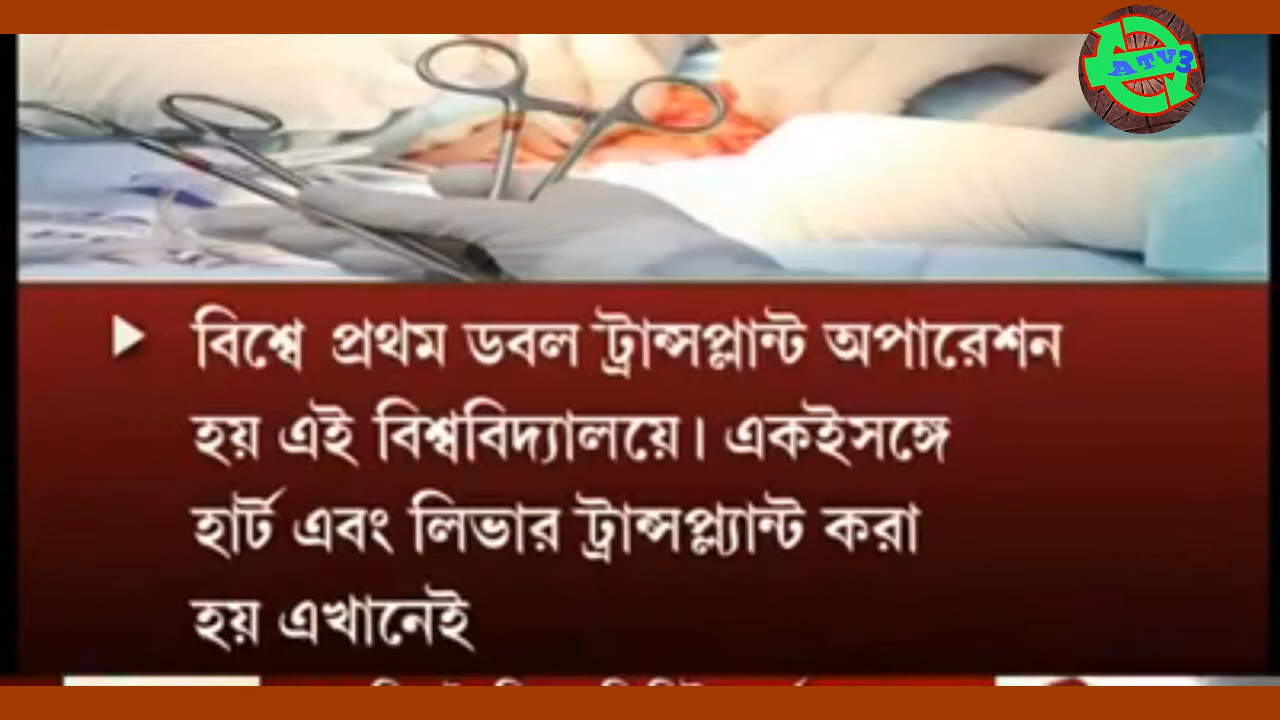 ATV3
বিশ্বে প্রথম ডবল ট্রান্সপ্লান্ট অপারেশন
হয় এই বিশ্ববিদ্যালয়ে। একইসঙ্গে
হার্ট এবং লিভার ট্রান্সপ্ল্যান্ট করা
হয় এখানেই